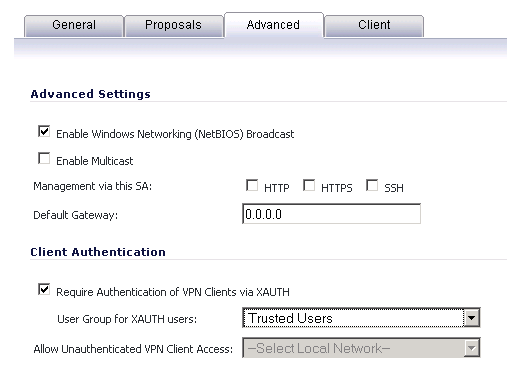 General Proposals Advanced Client
Advanced Settings
Enable Windows Networking (NetBIOS) Broadcast
Enable Multicast
Management via this SA: HTTP HTTPS SSH
Default Gateway: 0.0.0.0
Client Authentication
Require Authentication of VPN Clients via XAUTH
User Group for XAUTH users: Trusted Users
Allow Unauthenticated VPN Client Access: --Select Local Network--